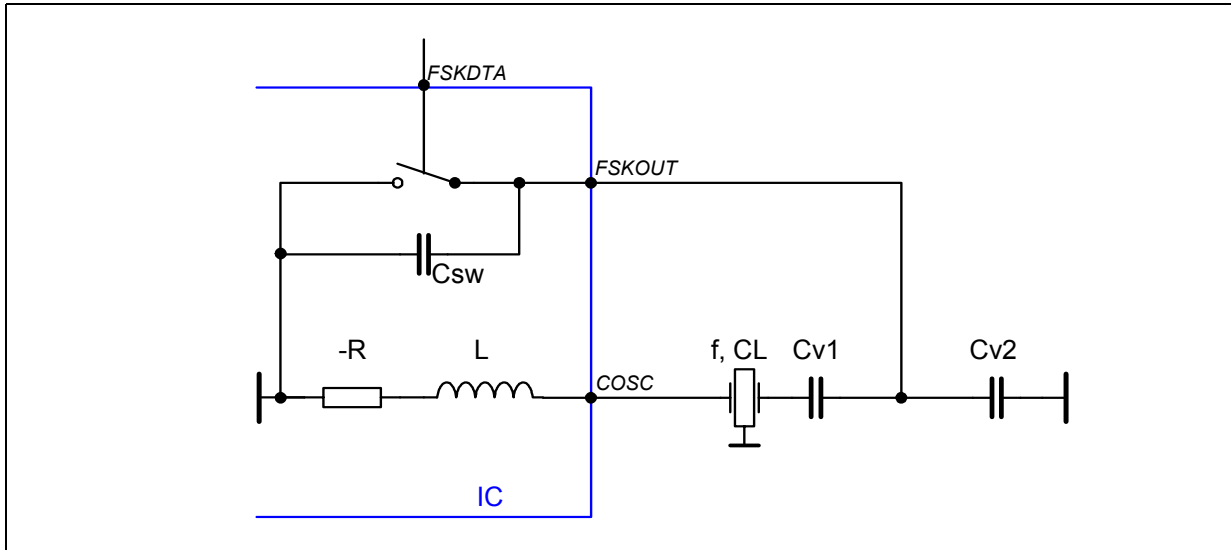 FSKDTA
FSKOUT
Csw
-R L f, CL Cv1 Cv2
COSC
IC